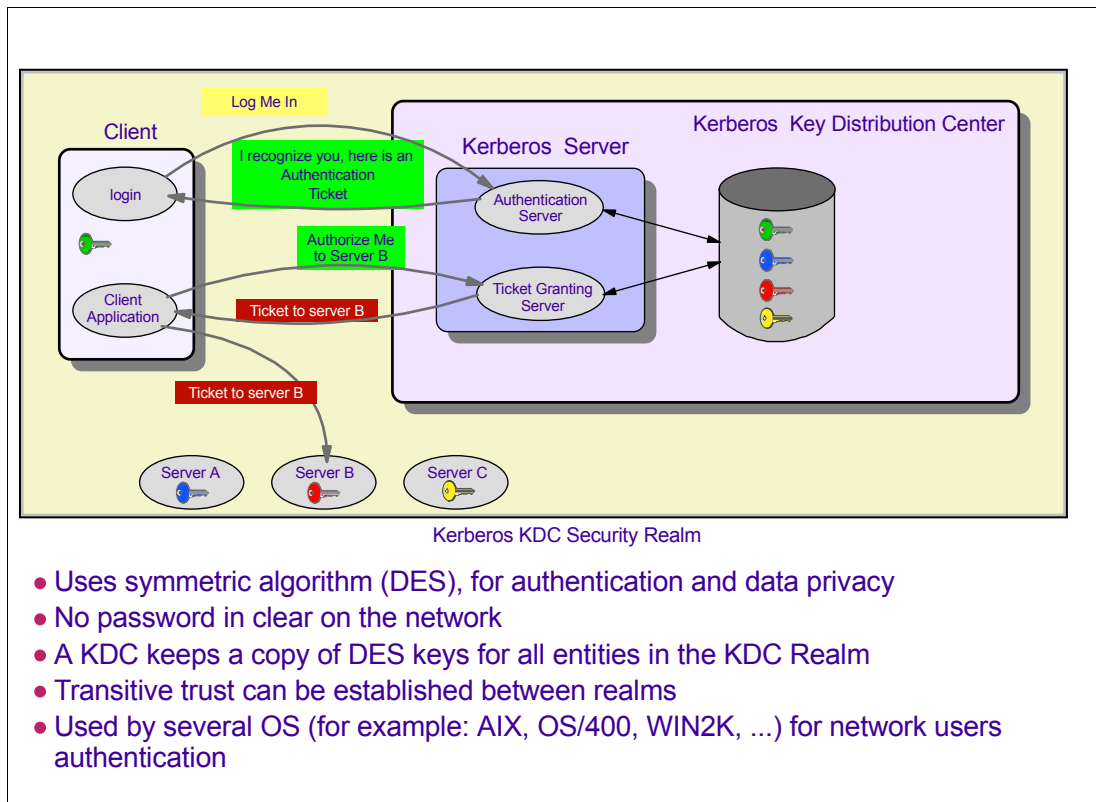 Log Me In
Client
Kerberos Key Distribution Center
Kerberos Server
I recognize you, here is an
Authentication
Ticket
login
Authentication
Server
Authorize Me
to Server B
Client
Application
Ticket Granting
Server
Ticket to server B
Ticket to server B
Server A
Server B
Server C
Kerberos KDC Security Realm
• Uses symmetric algorithm (DES), for authentication and data privacy
• No password in clear on the network
• A KDC keeps a copy of DES keys for all entities in the KDC Realm
• Transitive trust can be established between realms
• Used by several OS (for example: AIX, OS/400, WIN2K, ...) for network users
authentication